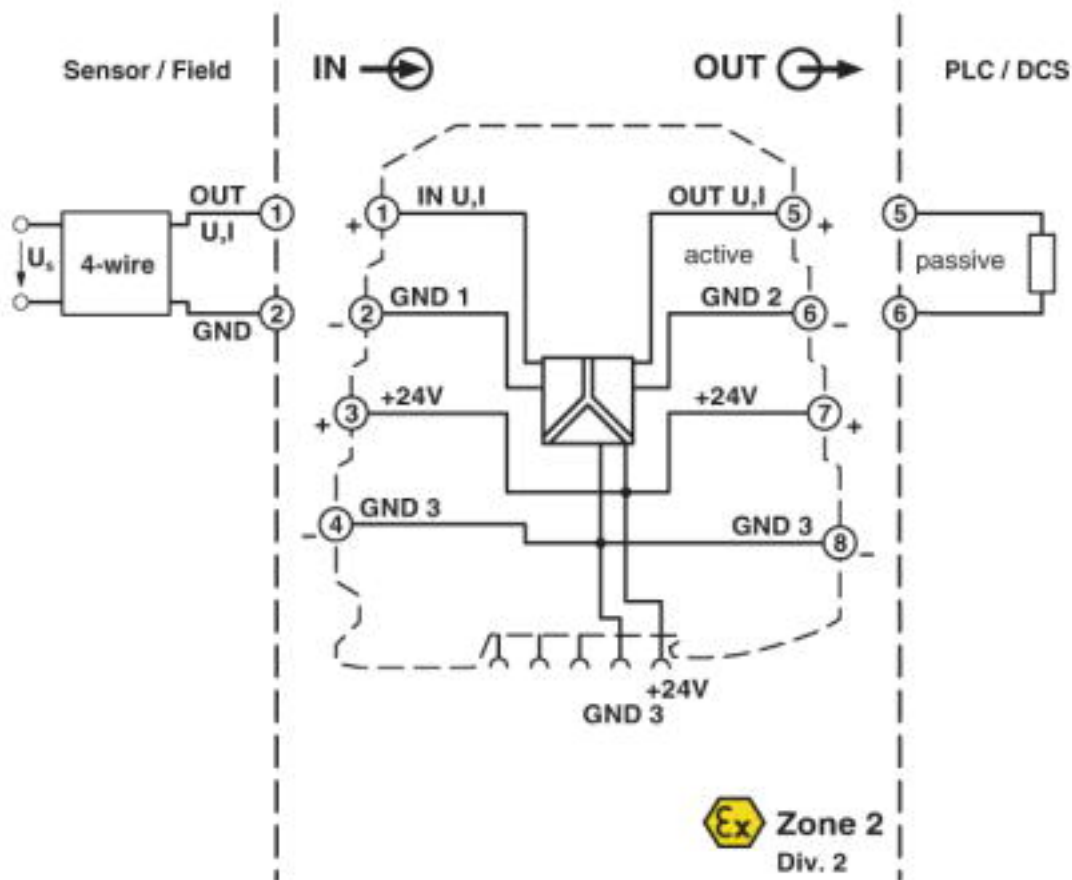 Sensor / Field
IN
OUT
PLC / DCS
OUT
U,I
1
+
1
IN U,I
OUT U,I
5
+
5
Us
4-wire
active
passive
GND
2
-
2
GND 1
GND 2
6
-
6
+
3
+24V
+24V
7
+
-
4
GND 3
GND 3
8
-
+24V
GND 3
Ex
Zone 2
Div. 2